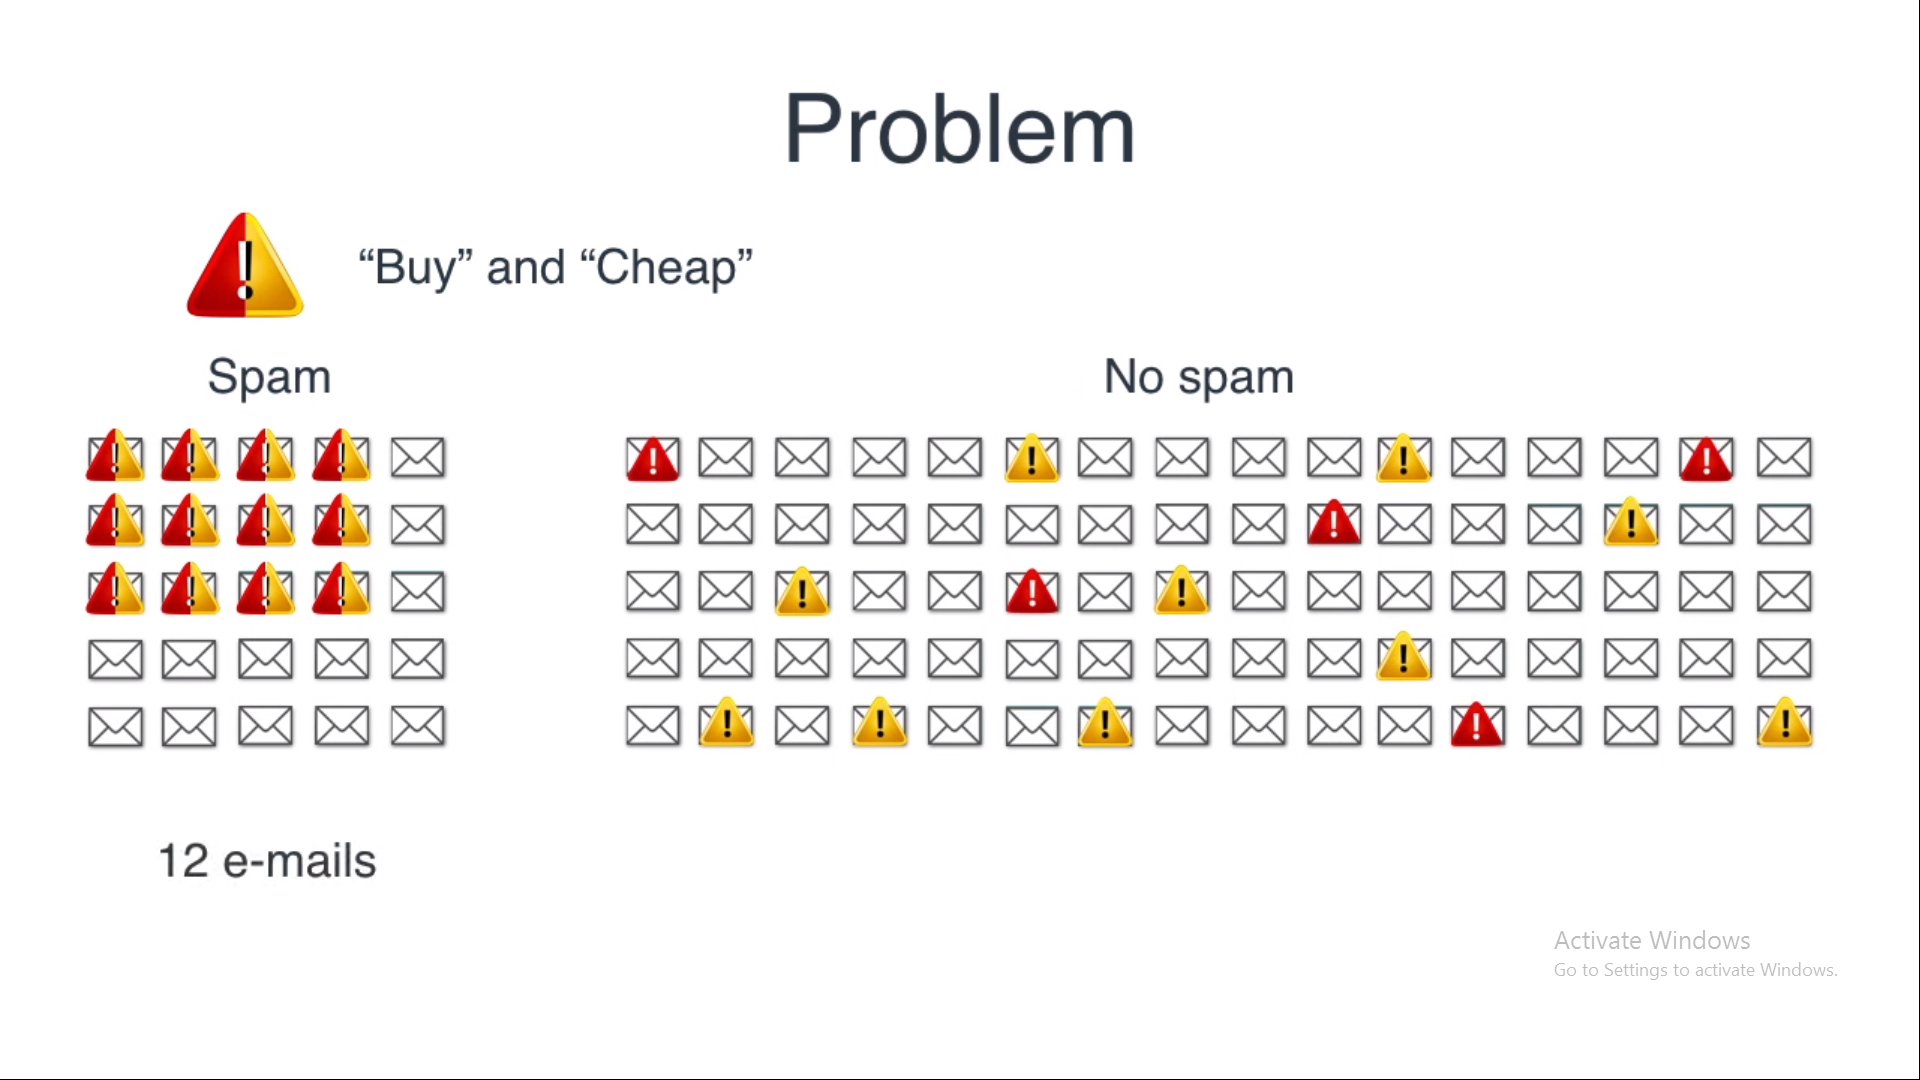 Problem
“Buy” and “Cheap”
Spam
No spam
12 e-mails
Activate Windows
Go to Settings to activate Windows.